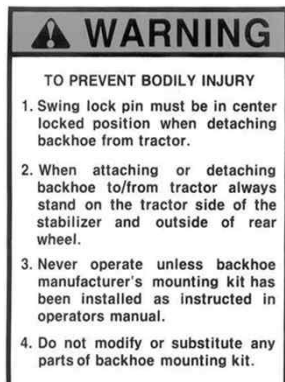 WARNING
TO PREVENT BODILY INJURY
1. Swing lock pin must be in center
locked position when detaching
backhoe from tractor.
2. When attaching or detaching
backhoe to/from tractor always
stand on the tractor side of the
stabilizer and outside of rear
wheel.
3. Never operate unless backhoe
manufacturer's mounting kit has
been installed as instructed in
operators manual.
4. Do not modify or substitute any
parts of backhoe mounting kit.